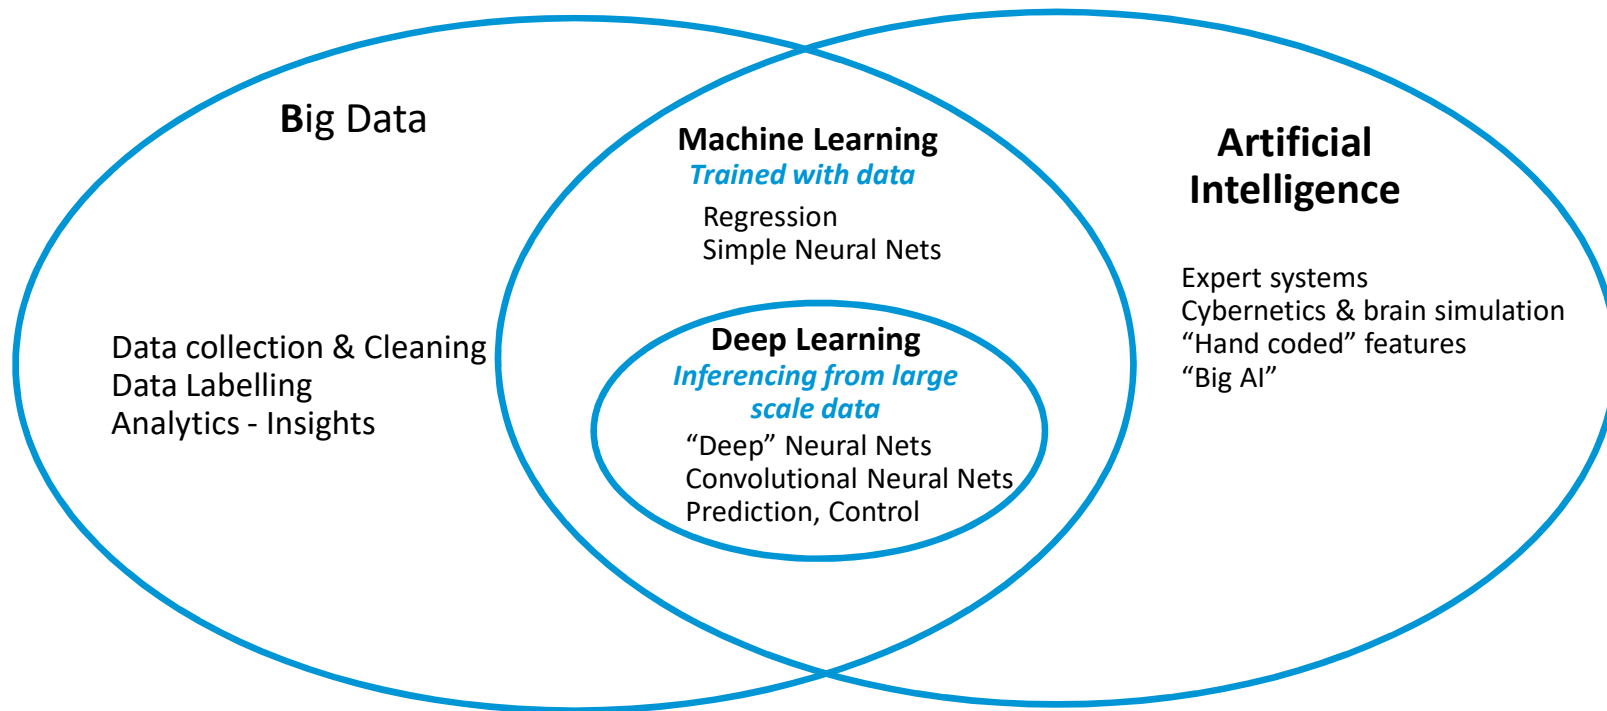 Big Data
Data collection & Cleaning
Data Labelling
Analytics - Insights
Machine Learning
Trained with data
Regression
Simple Neural Nets
Deep Learning
Inferencing from large
scale data
“Deep” Neural Nets
Convolutional Neural Nets
Prediction, Control
Artificial
Intelligence
Expert systems
Cybernetics & brain simulation
“Hand coded” features
“Big AI”